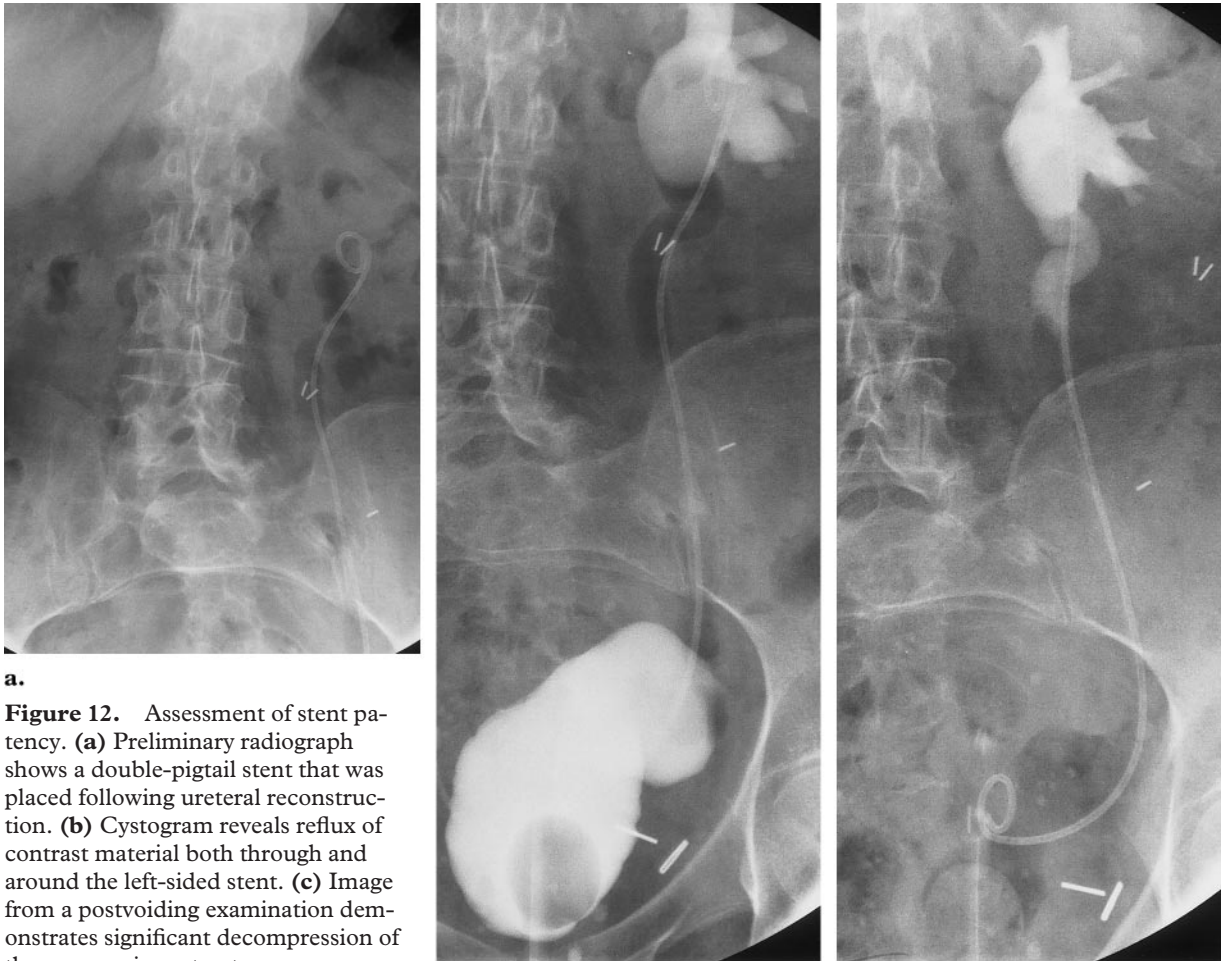 a.
Figure 12. Assessment of stent pa-
tency. (a) Preliminary radiograph
shows a double-pigtail stent that was
placed following ureteral reconstruc-
tion. (b) Cystogram reveals reflux of
contrast material both through and
around the left-sided stent. (c) Image
from a postvoiding examination dem-
onstrates significant decompression of